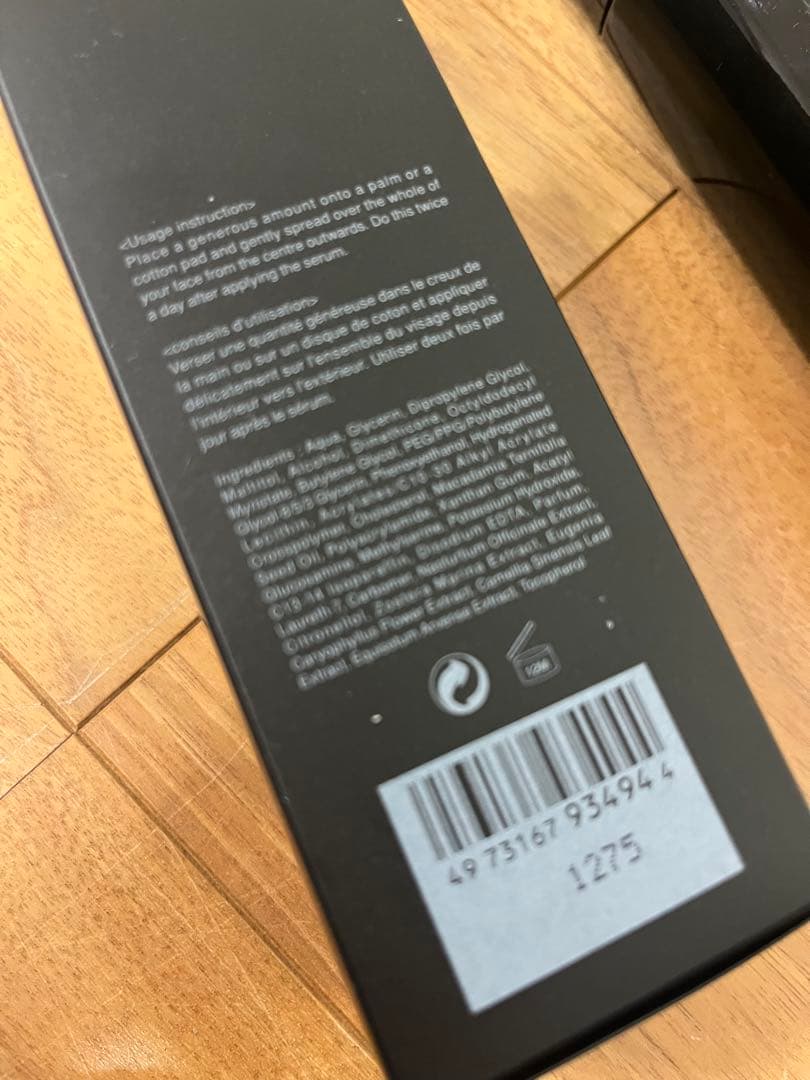 <Usage instruction>
Place a generous amount onto a palm or a
cotton pad and gently spread over the whole of
your face from the centre outwards. Do this twice
a day after applying the serum.
<conseils d'utilisation>
Verser une quantité généreuse dans le creux de
la main ou sur un disque de coton et appliquer
délicatement sur l'ensemble du visage depuis
l'intérieur vers l'extérieur. Utiliser deux fois par
jour après le sérum.
Ingredients : Aqua, Glycerin, Dipropylene Glycol,
Maltitol, Alcohol, Dimethicone, Octyldodecyl
Myristate, Butylene Glycol, PEG/PPG/Polybutylene
Glycol-8/5/3 Glycerin, Phenoxyethanol, Hydrogenated
Lecithin, Acrylates/C10-30 Alkyl Acrylate
Crosspolymer, Macadamia Ternifolia
Seed Oil, Xanthan Gum, Acetyl
Glucosamine, Methylparaben, Potassium Hydroxide,
C13-14 Isoparaffin, Disodium EDTA, Parfum,
Laureth-7, Carbomer, Nasturtium Officinale Extract,
Citronellol, Extract, Eugenia
Caryophyllus Flower Extract, Camellia Sinensis Leaf
Extract, Equisetum Arvense Extract, Tocopherol
12M
49 73167 93494 4
1275